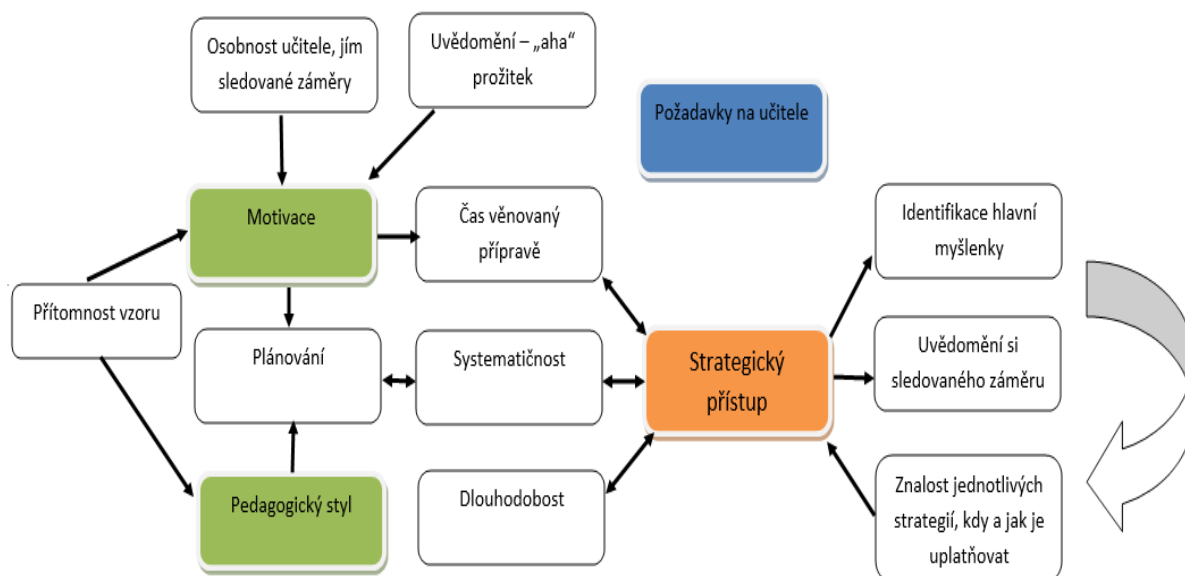 Osobnost učitele, jím
sledované záměry
Uvědomění – „aha“
prožitek
Požadavky na učitele
Motivace
Čas věnovaný
přípravě
Identifikace hlavní
myšlenky
Přítomnost vzoru
Plánování
Systematičnost
Strategický
přístup
Uvědomění si
sledovaného záměru
Pedagogický styl
Dlouhodobost
Znalost jednotlivých
strategií, kdy a jak je
uplatňovat